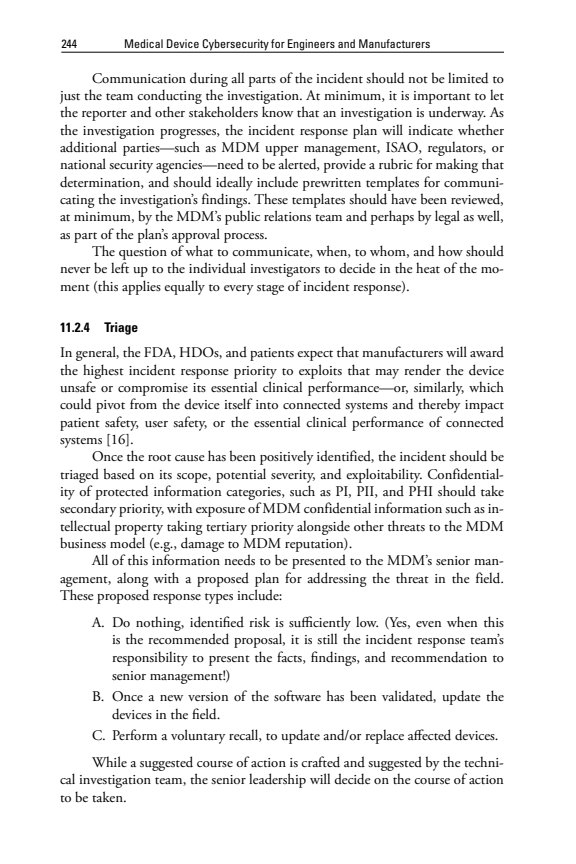 244 Medical Device Cybersecurity for Engineers and Manufacturers
Communication during all parts of the incident should not be limited to
just the team conducting the investigation. At minimum, it is important to let
the reporter and other stakeholders know that an investigation is underway. As
the investigation progresses, the incident response plan will indicate whether
additional parties—such as MDM upper management, ISAO, regulators, or
national security agencies—need to be alerted, provide a rubric for making that
determination, and should ideally include prewritten templates for communi-
cating the investigation's findings. These templates should have been reviewed,
at minimum, by the MDM's public relations team and perhaps by legal as well,
as part of the plan's approval process.
The question of what to communicate, when, to whom, and how should
never be left up to the individual investigators to decide in the heat of the mo-
ment (this applies equally to every stage of incident response).
11.2.4 Triage
In general, the FDA, HDOs, and patients expect that manufacturers will award
the highest incident response priority to exploits that may render the device
unsafe or compromise its essential clinical performance—or, similarly, which
could pivot from the device itself into connected systems and thereby impact
patient safety, user safety, or the essential clinical performance of connected
systems [16].
Once the root cause has been positively identified, the incident should be
triaged based on its scope, potential severity, and exploitability. Confidential-
ity of protected information categories, such as PI, PII, and PHI should take
secondary priority, with exposure of MDM confidential information such as in-
tellectual property taking tertiary priority alongside other threats to the MDM
business model (e.g., damage to MDM reputation).
All of this information needs to be presented to the MDM's senior man-
agement, along with a proposed plan for addressing the threat in the field.
These proposed response types include:
A. Do nothing, identified risk is sufficiently low. (Yes, even when this
is the recommended proposal, it is still the incident response team's
responsibility to present the facts, findings, and recommendation to
senior management!)
B. Once a new version of the software has been validated, update the
devices in the field.
C. Perform a voluntary recall, to update and/or replace affected devices.
While a suggested course of action is crafted and suggested by the techni-
cal investigation team, the senior leadership will decide on the course of action
to be taken.